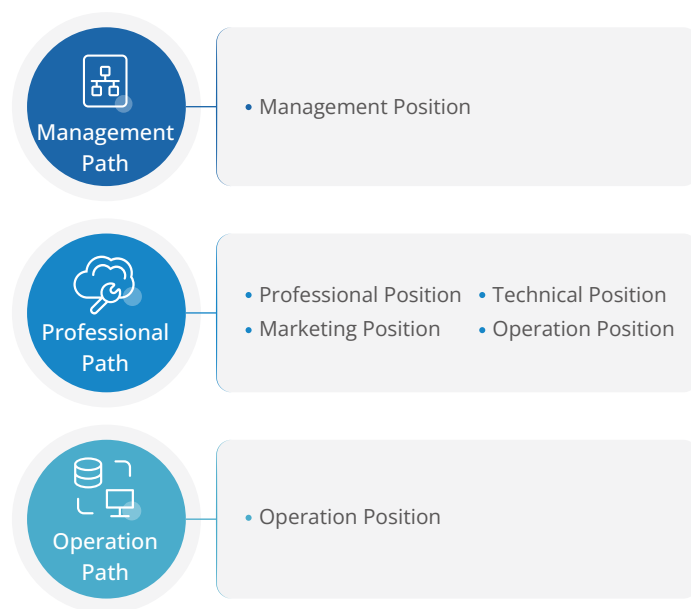 Management
Path
• Management Position
Professional
Path
• Professional Position • Technical Position
• Marketing Position • Operation Position
Operation
Path
• Operation Position